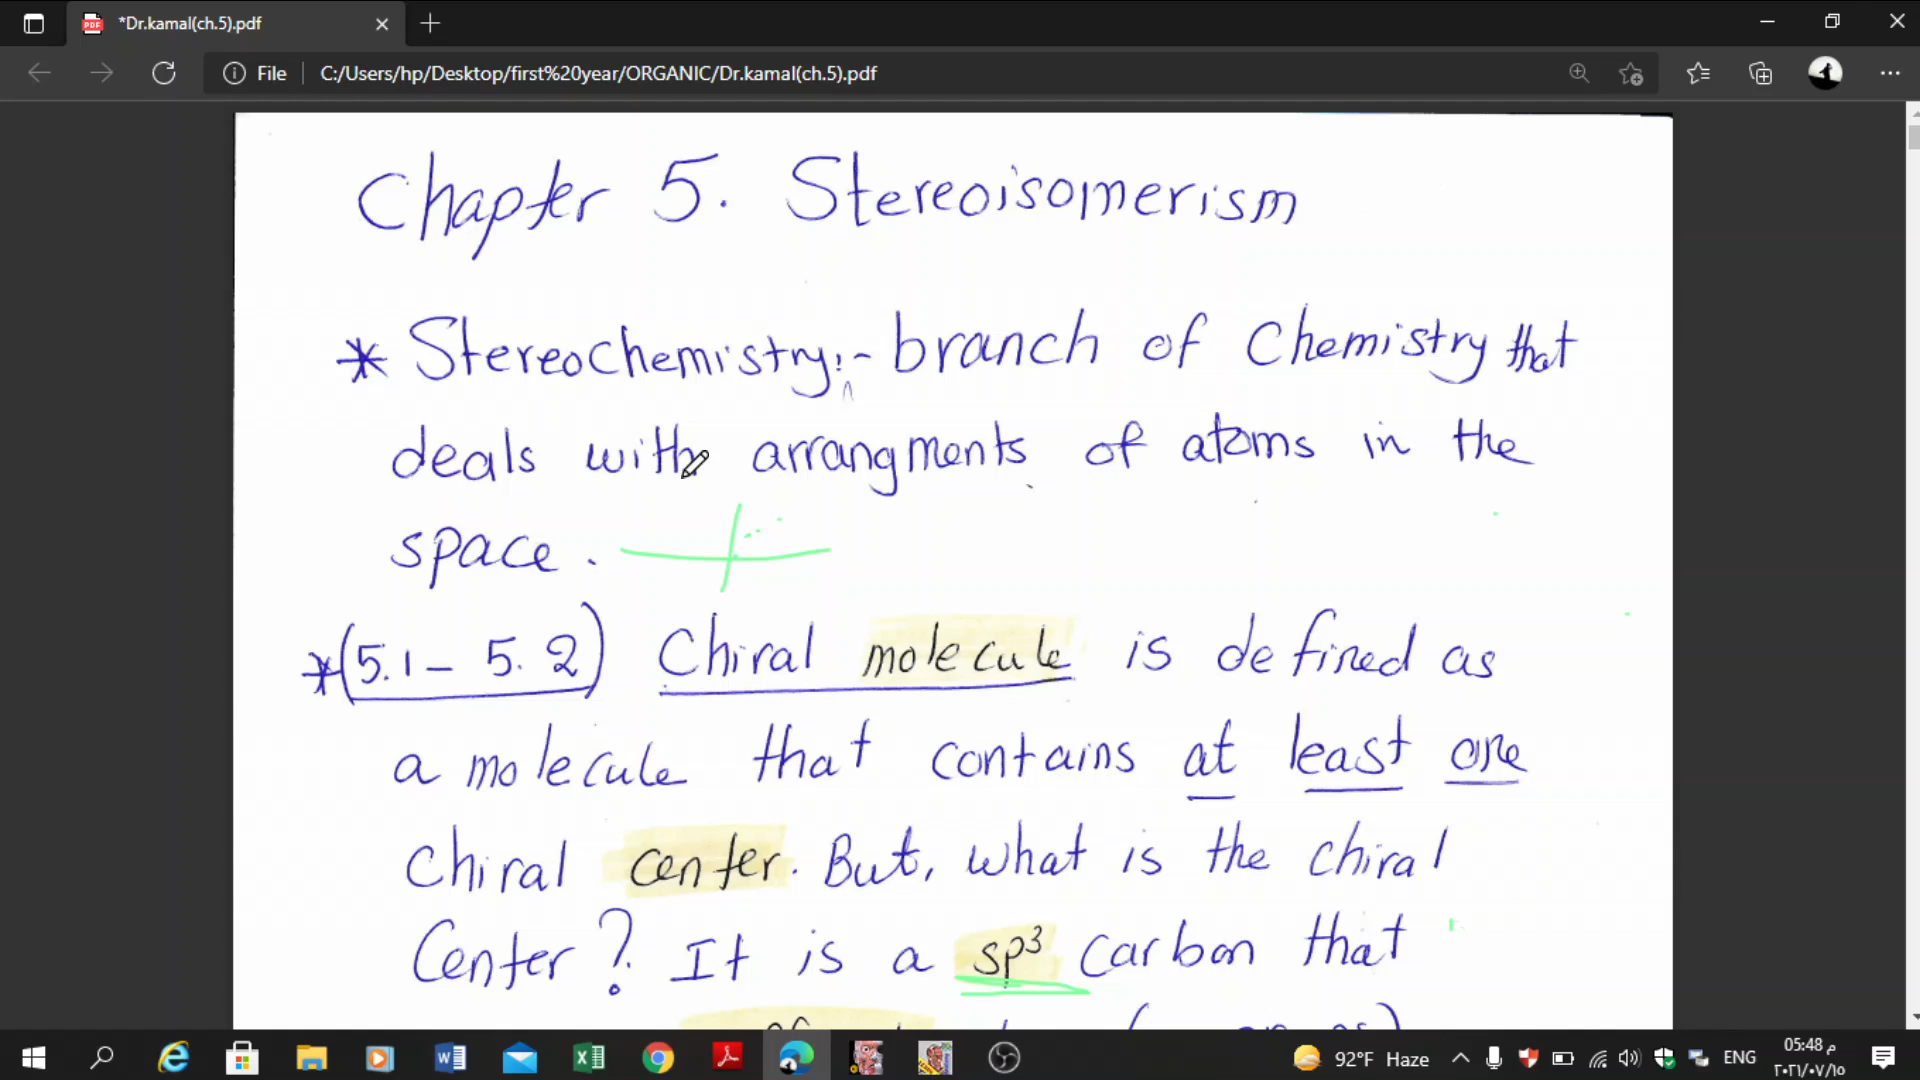 *Dr.kamal(ch.5).pdf
File
C:/Users/hp/Desktop/first%20year/ORGANIC/Dr.kamal(ch.5).pdf
Chapter 5. Stereoisomerism
* Stereochemistry:- branch of Chemistry that
deals with arrangments of atoms in the
space.
*(5.1 – 5.2) Chiral molecule is defined as
a molecule that contains at least one
Chiral center. But, what is the chiral
Center? It is a sp³ carbon that
92°F Haze
ENG
05:48 م
٢٠٢١/٠٧/١٥